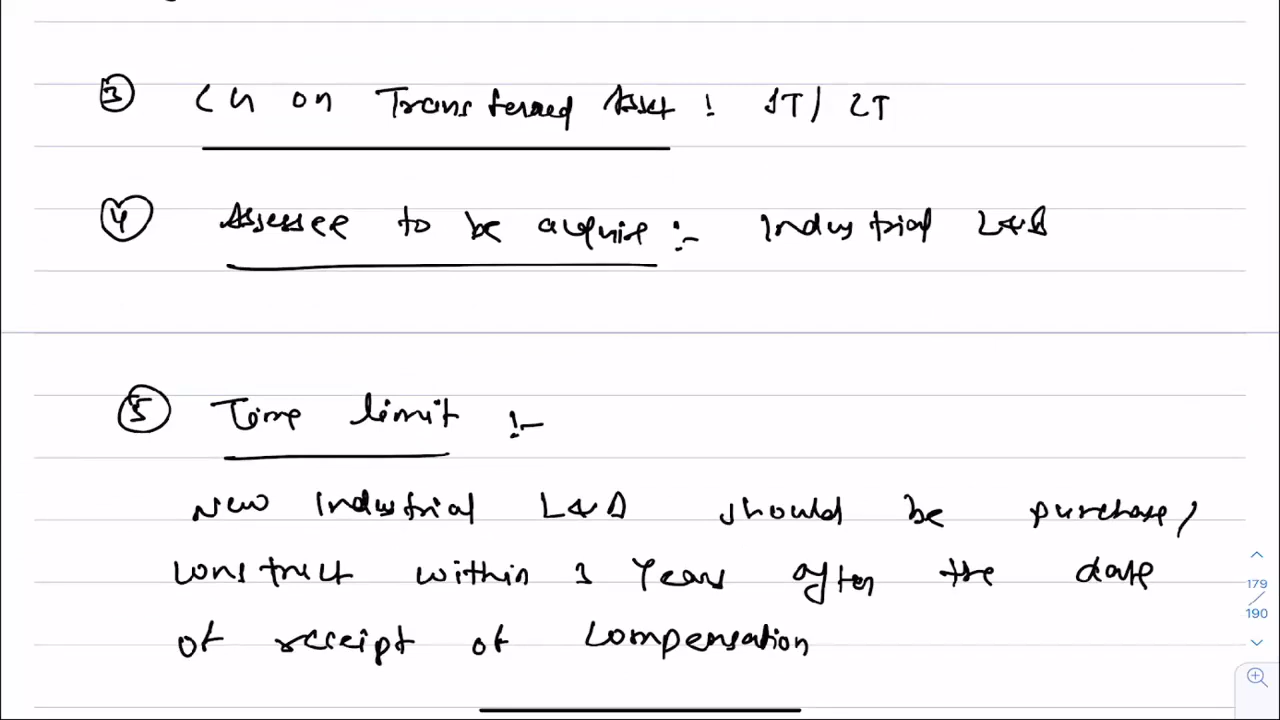 ③ CG on Transferred Asset : ST/ LT
④ Assessee to be acquire :- Industrial L&B
⑤ Time limit :-
New Industrial L&B should be purchase/
construct within 3 Years after the date
of receipt of compensation
179
190